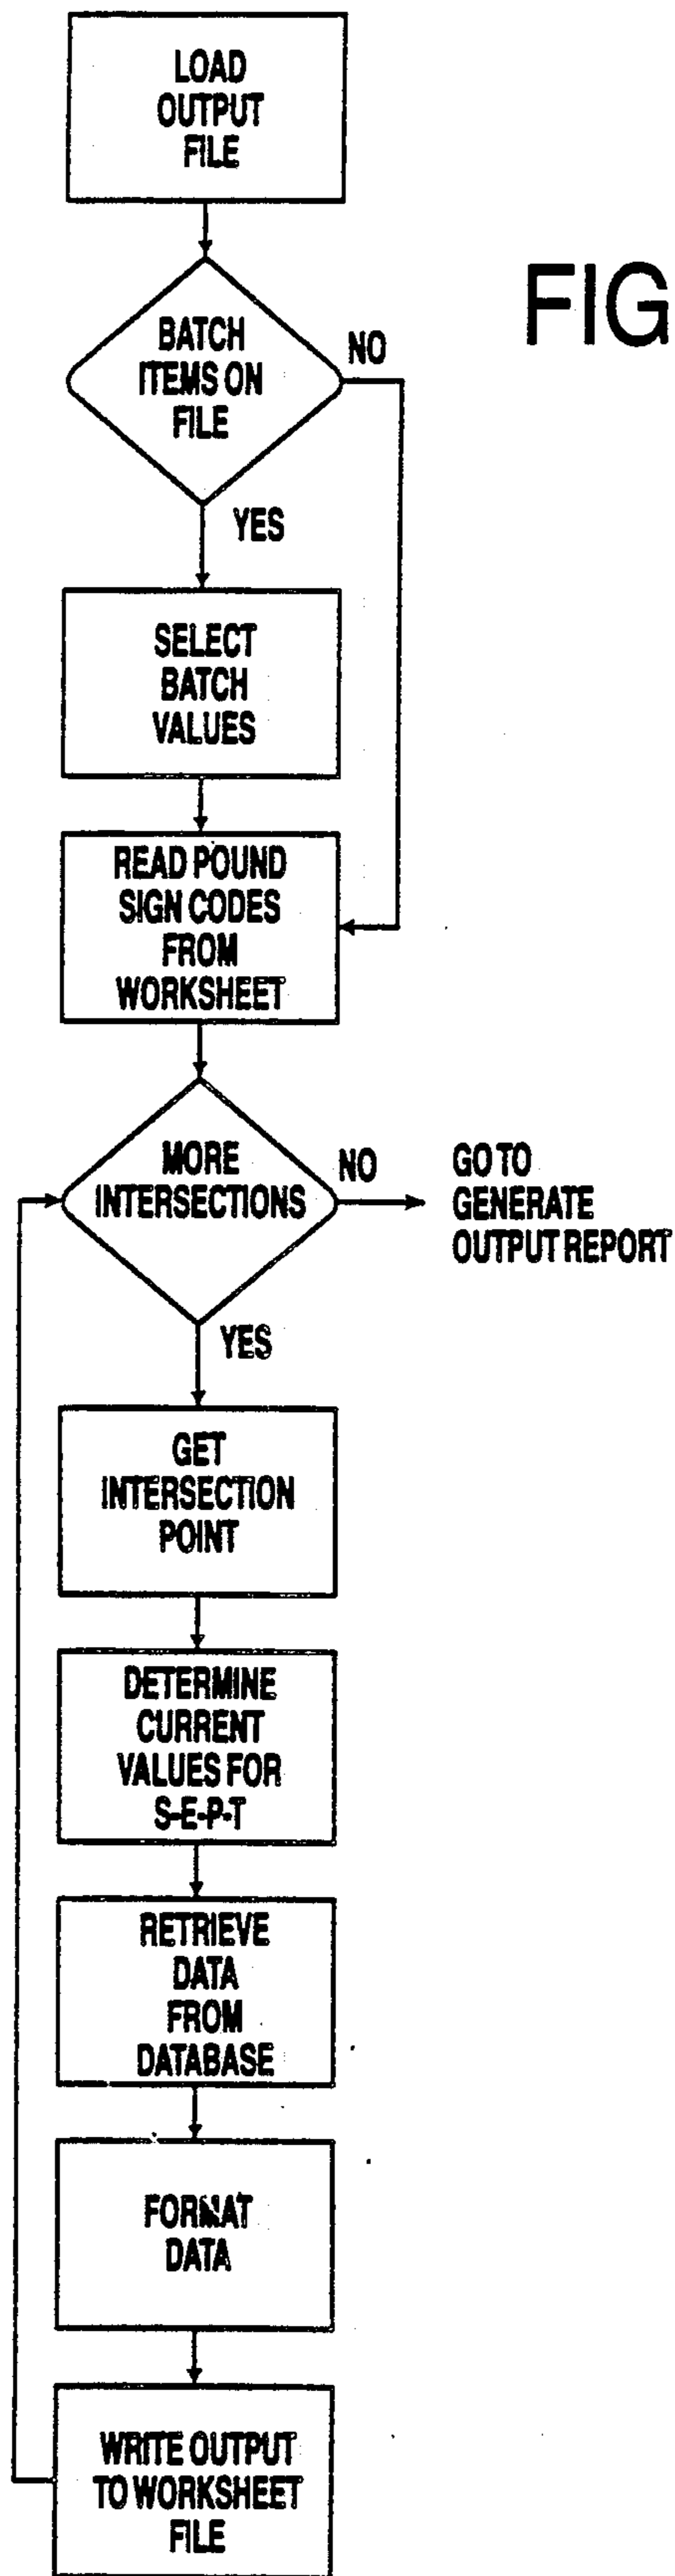 LOAD
OUTPUT
FILE
FIG
BATCH
ITEMS ON
FILE
NO
YES
SELECT
BATCH
VALUES
READ POUND
SIGN CODES
FROM
WORKSHEET
MORE
INTERSECTIONS
NO
GO TO
GENERATE
OUTPUT REPORT
YES
GET
INTERSECTION
POINT
DETERMINE
CURRENT
VALUES FOR
S-E-P-T
RETRIEVE
DATA
FROM
DATABASE
FORMAT
DATA
WRITE OUTPUT
TO WORKSHEET
FILE